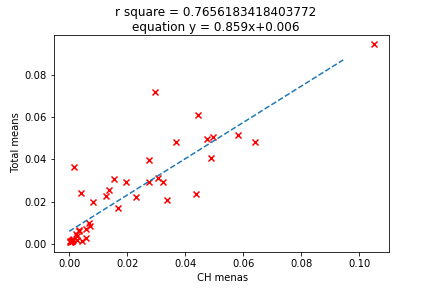 r square = 0.7656183418403772
equation y = 0.859x+0.006
Total means
0.08
0.06
0.04
0.02
0.00
0.00 0.02 0.04 0.06 0.08 0.10
CH menas